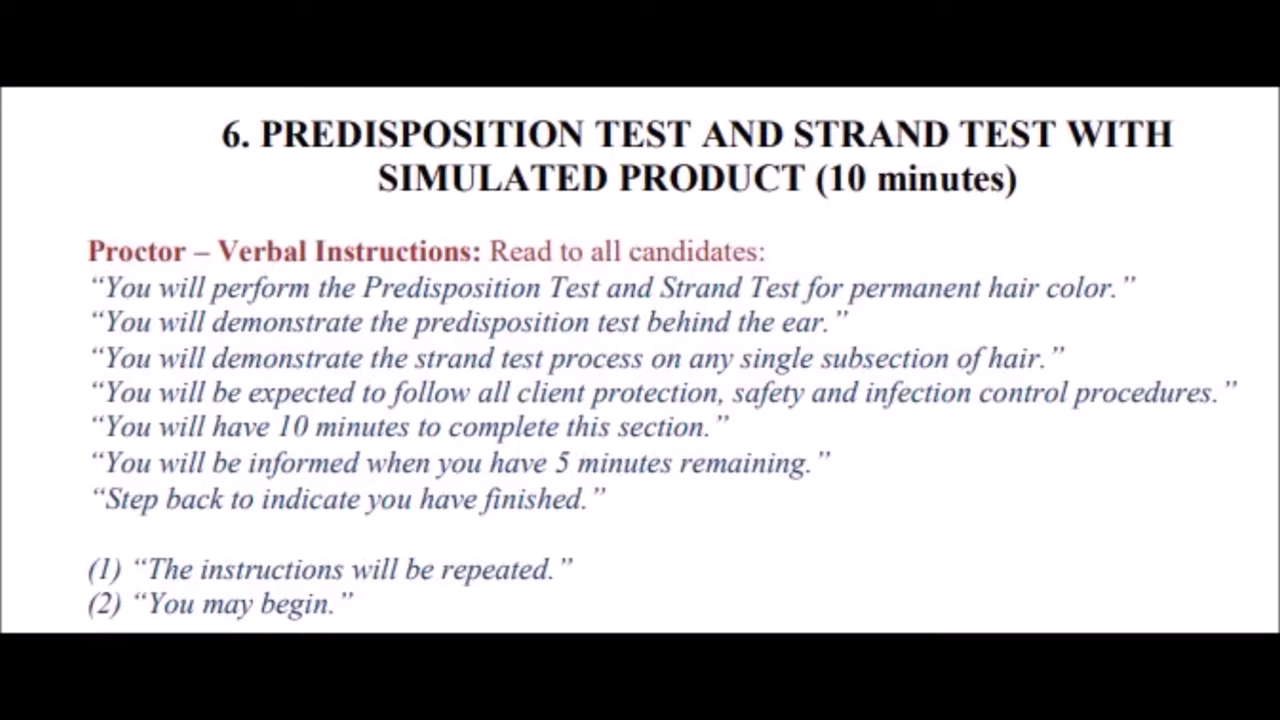 6. PREDISPOSITION TEST AND STRAND TEST WITH
SIMULATED PRODUCT (10 minutes)
Proctor – Verbal Instructions: Read to all candidates:
“You will perform the Predisposition Test and Strand Test for permanent hair color.”
“You will demonstrate the predisposition test behind the ear.”
“You will demonstrate the strand test process on any single subsection of hair.”
“You will be expected to follow all client protection, safety and infection control procedures.”
“You will have 10 minutes to complete this section.”
“You will be informed when you have 5 minutes remaining.”
“Step back to indicate you have finished.”
(1) “The instructions will be repeated.”
(2) “You may begin.”